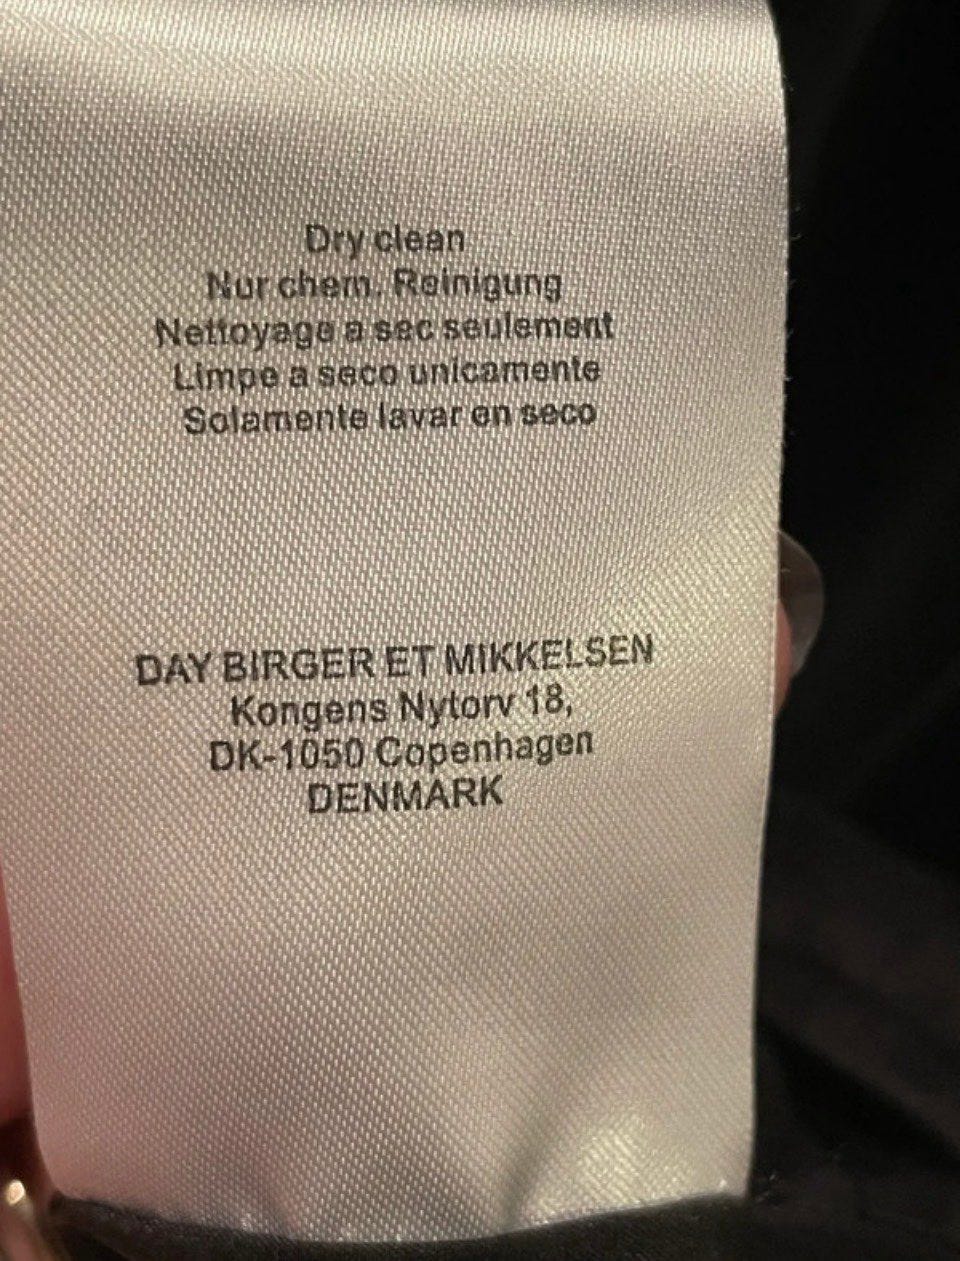 Dry clean
Nur chem. Reinigung
Nettoyage a sec seulement
Limpe a seco unicamente
Solamente lavar en seco
DAY BIRGER ET MIKKELSEN
Kongens Nytorv 18,
DK-1050 Copenhagen
DENMARK